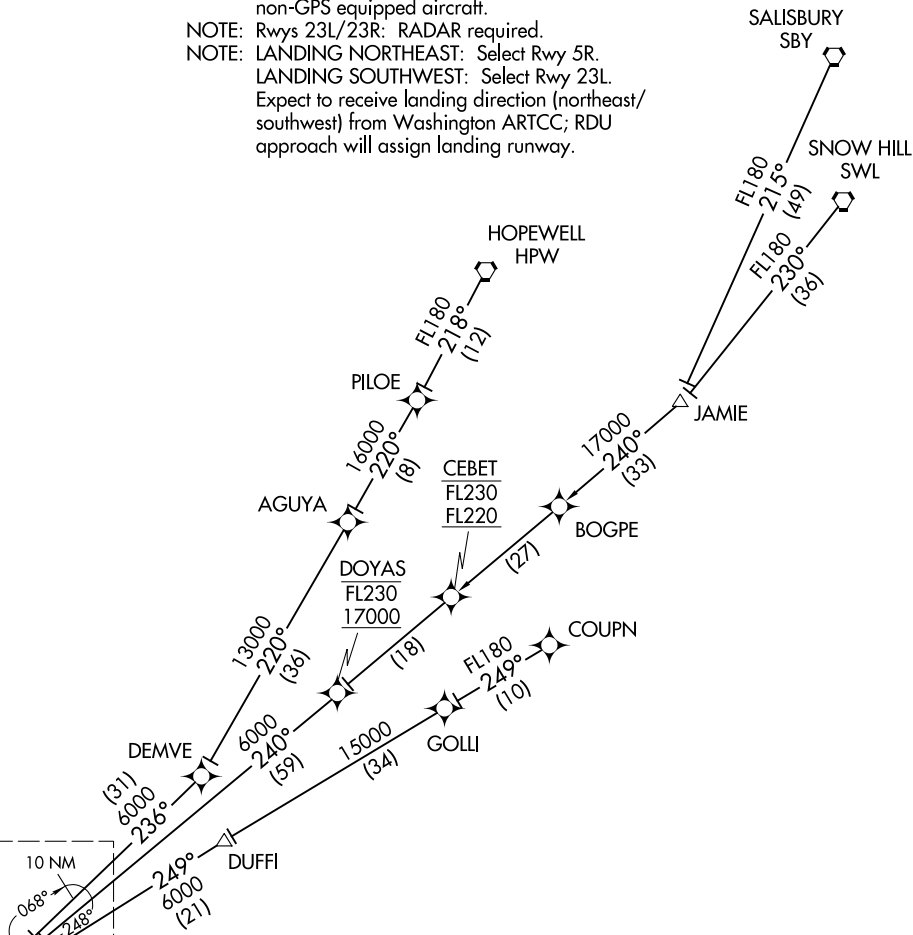 non-GPS equipped aircraft.
NOTE: Rwys 23L/23R: RADAR required.
NOTE: LANDING NORTHEAST: Select Rwy 5R.
LANDING SOUTHWEST: Select Rwy 23L.
Expect to receive landing direction (northeast/
southwest) from Washington ARTCC; RDU
approach will assign landing runway.
SALISBURY
SBY
SNOW HILL
SWL
FL180
215°
(49)
FL180
230°
(36)
HOPEWELL
HPW
FL180
218°
(12)
PILOE
JAMIE
16000
220°
(8)
17000
240°
(33)
CEBET
FL230
FL220
AGUYA
BOGPE
(27)
DOYAS
FL230
17000
13000
220°
(36)
(18)
COUPN
FL180
249°
(10)
GOLLI
6000
240°
(59)
15000
(34)
DEMVE
(31)
6000
236°
DUFFI
10 NM
249°
6000
(21)
068°
248°